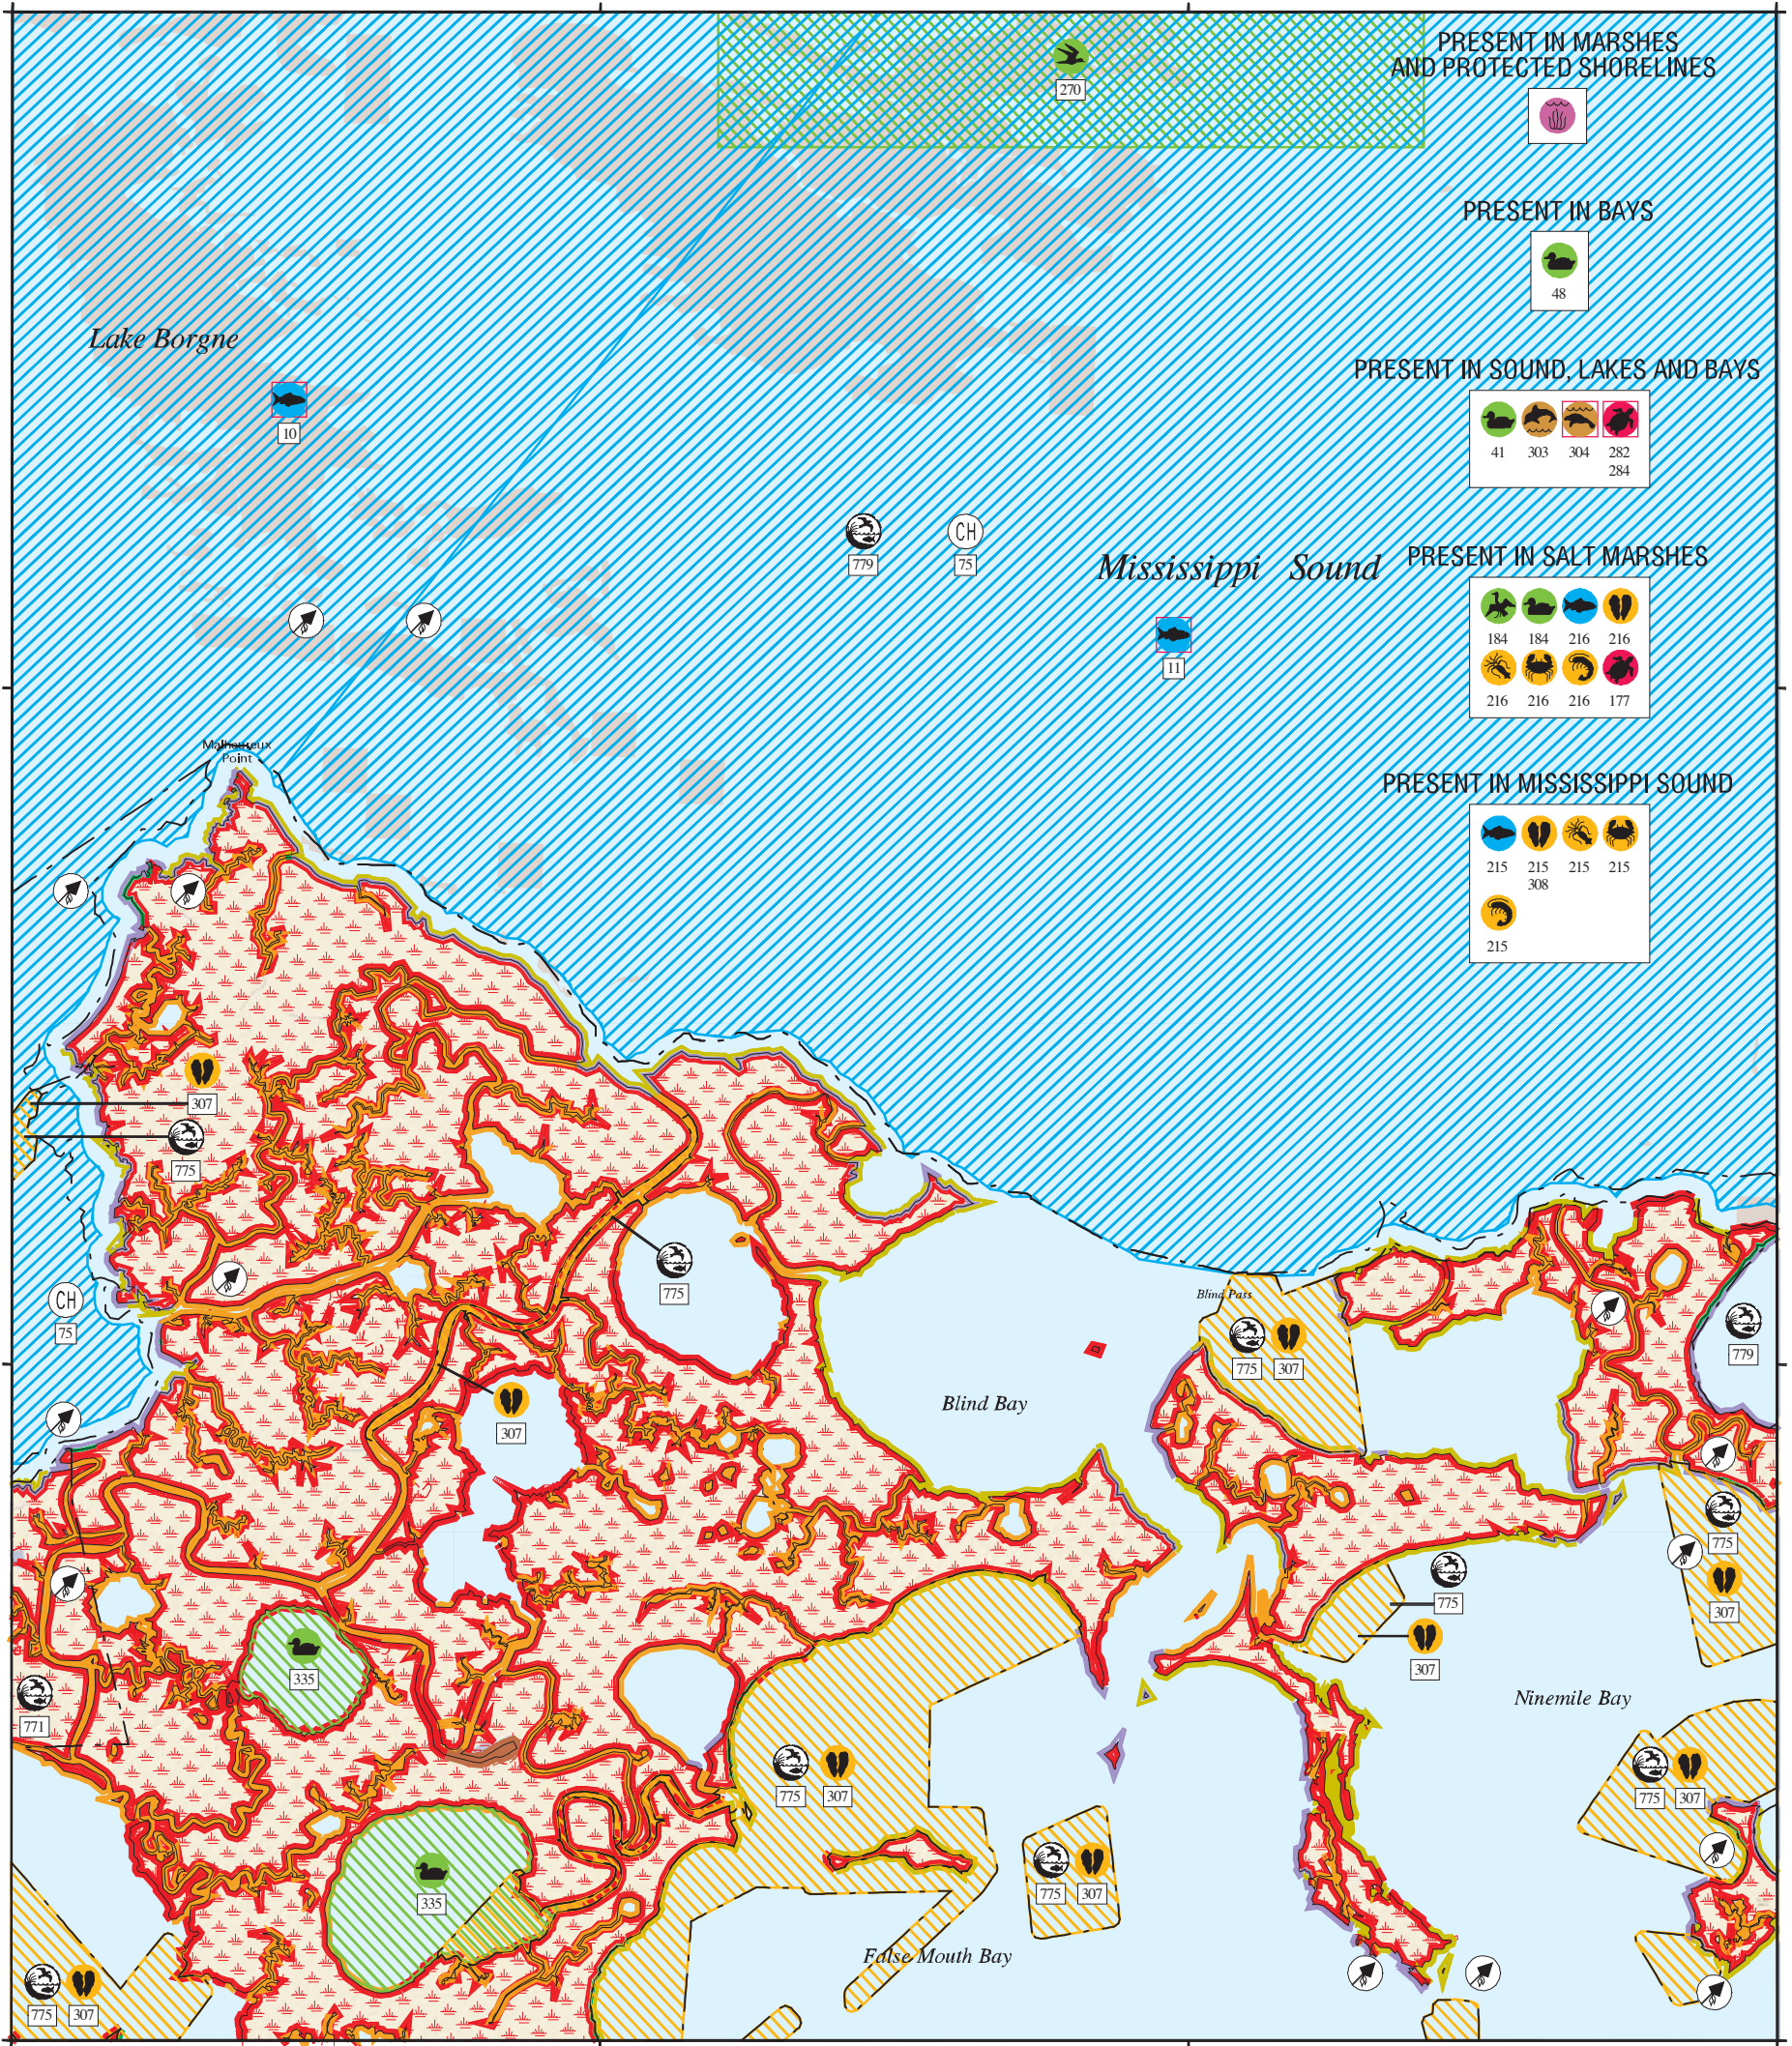 PRESENT IN MARSHES
AND PROTECTED SHORELINES
270
PRESENT IN BAYS
48
Lake Borgne
10
PRESENT IN SOUND, LAKES AND BAYS
41 303 304 282
284
CH
779 75
Mississippi Sound
11
PRESENT IN SALT MARSHES
184 184 216 216
216 216 216 177
Malheureux
Point
PRESENT IN MISSISSIPPI SOUND
215 215 215 215
308
215
307
775
775
CH
75
Blind Pass
775 307
779
Blind Bay
307
775
307
775
307
335
771
Ninemile Bay
775 307
775 307
335
775 307
False Mouth Bay
775 307